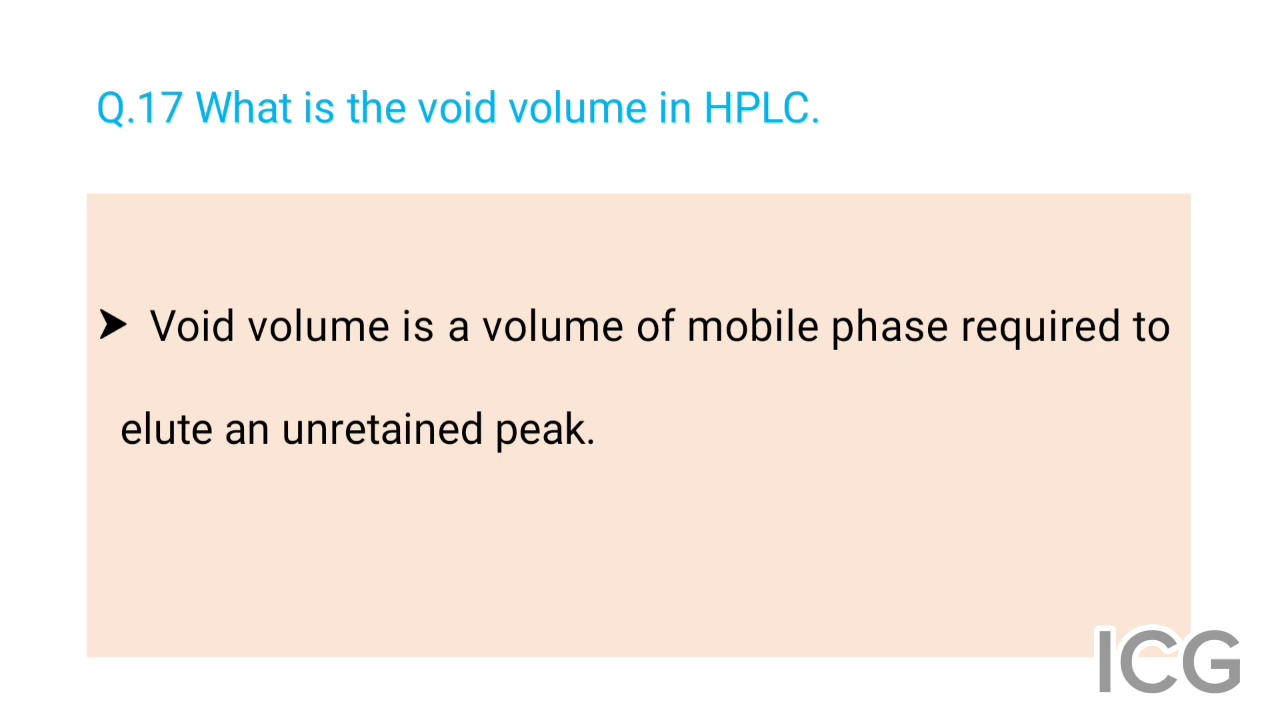 Q.17 What is the void volume in HPLC.
➤ Void volume is a volume of mobile phase required to
elute an unretained peak.
ICG